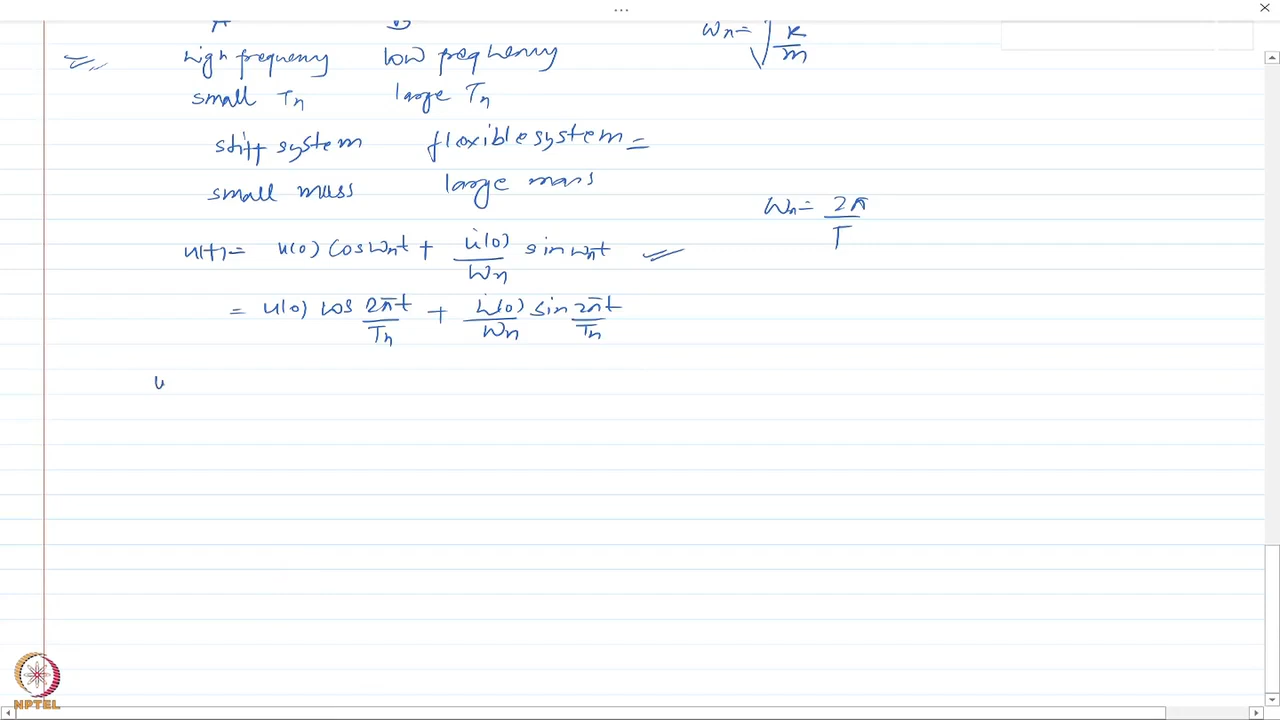 A B
ωn = √k/m
high frequency low frequency
small Tn large Tn
stiff system flexible system =
small mass large mass
ωn = 2π/T
u(t) = u(0) cos ωnt + u̇(0)/ωn sin ωnt
= u(0) cos 2πt/Tn + u̇(0)/ωn sin 2πt/Tn
u
NPTEL